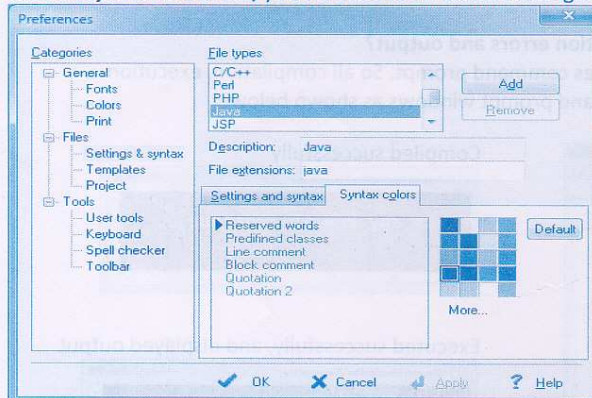 Preferences
Categories
General
Fonts
Colors
Print
Files
Settings & syntax
Templates
Project
Tools
User tools
Keyboard
Spell checker
Toolbar
File types
C/C++
Perl
PHP
Java
JSP
Add
Remove
Description: Java
File extensions: java
Settings and syntax Syntax colors
Reserved words
Predifined classes
Line comment
Block comment
Quotation
Quotation 2
Default
More...
OK Cancel Apply ? Help